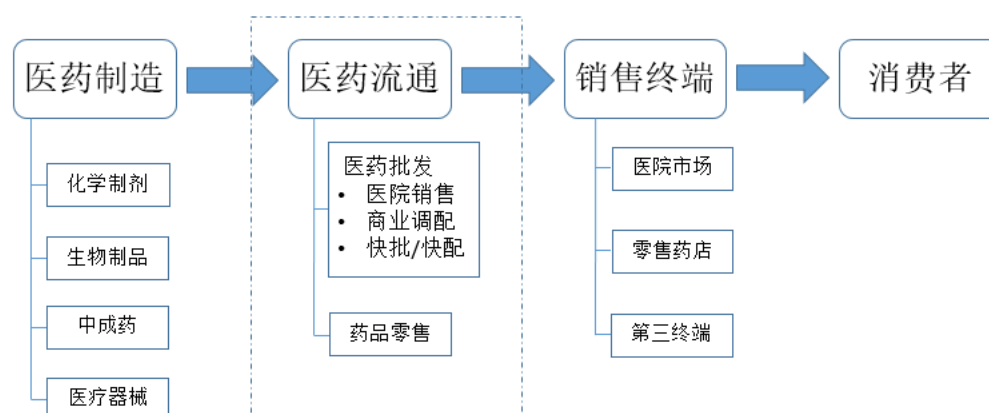 医药制造
医药流通
销售终端
消费者
化学制剂
生物制品
中成药
医疗器械
医药批发
• 医院销售
• 商业调配
• 快批/快配
药品零售
医院市场
零售药店
第三终端